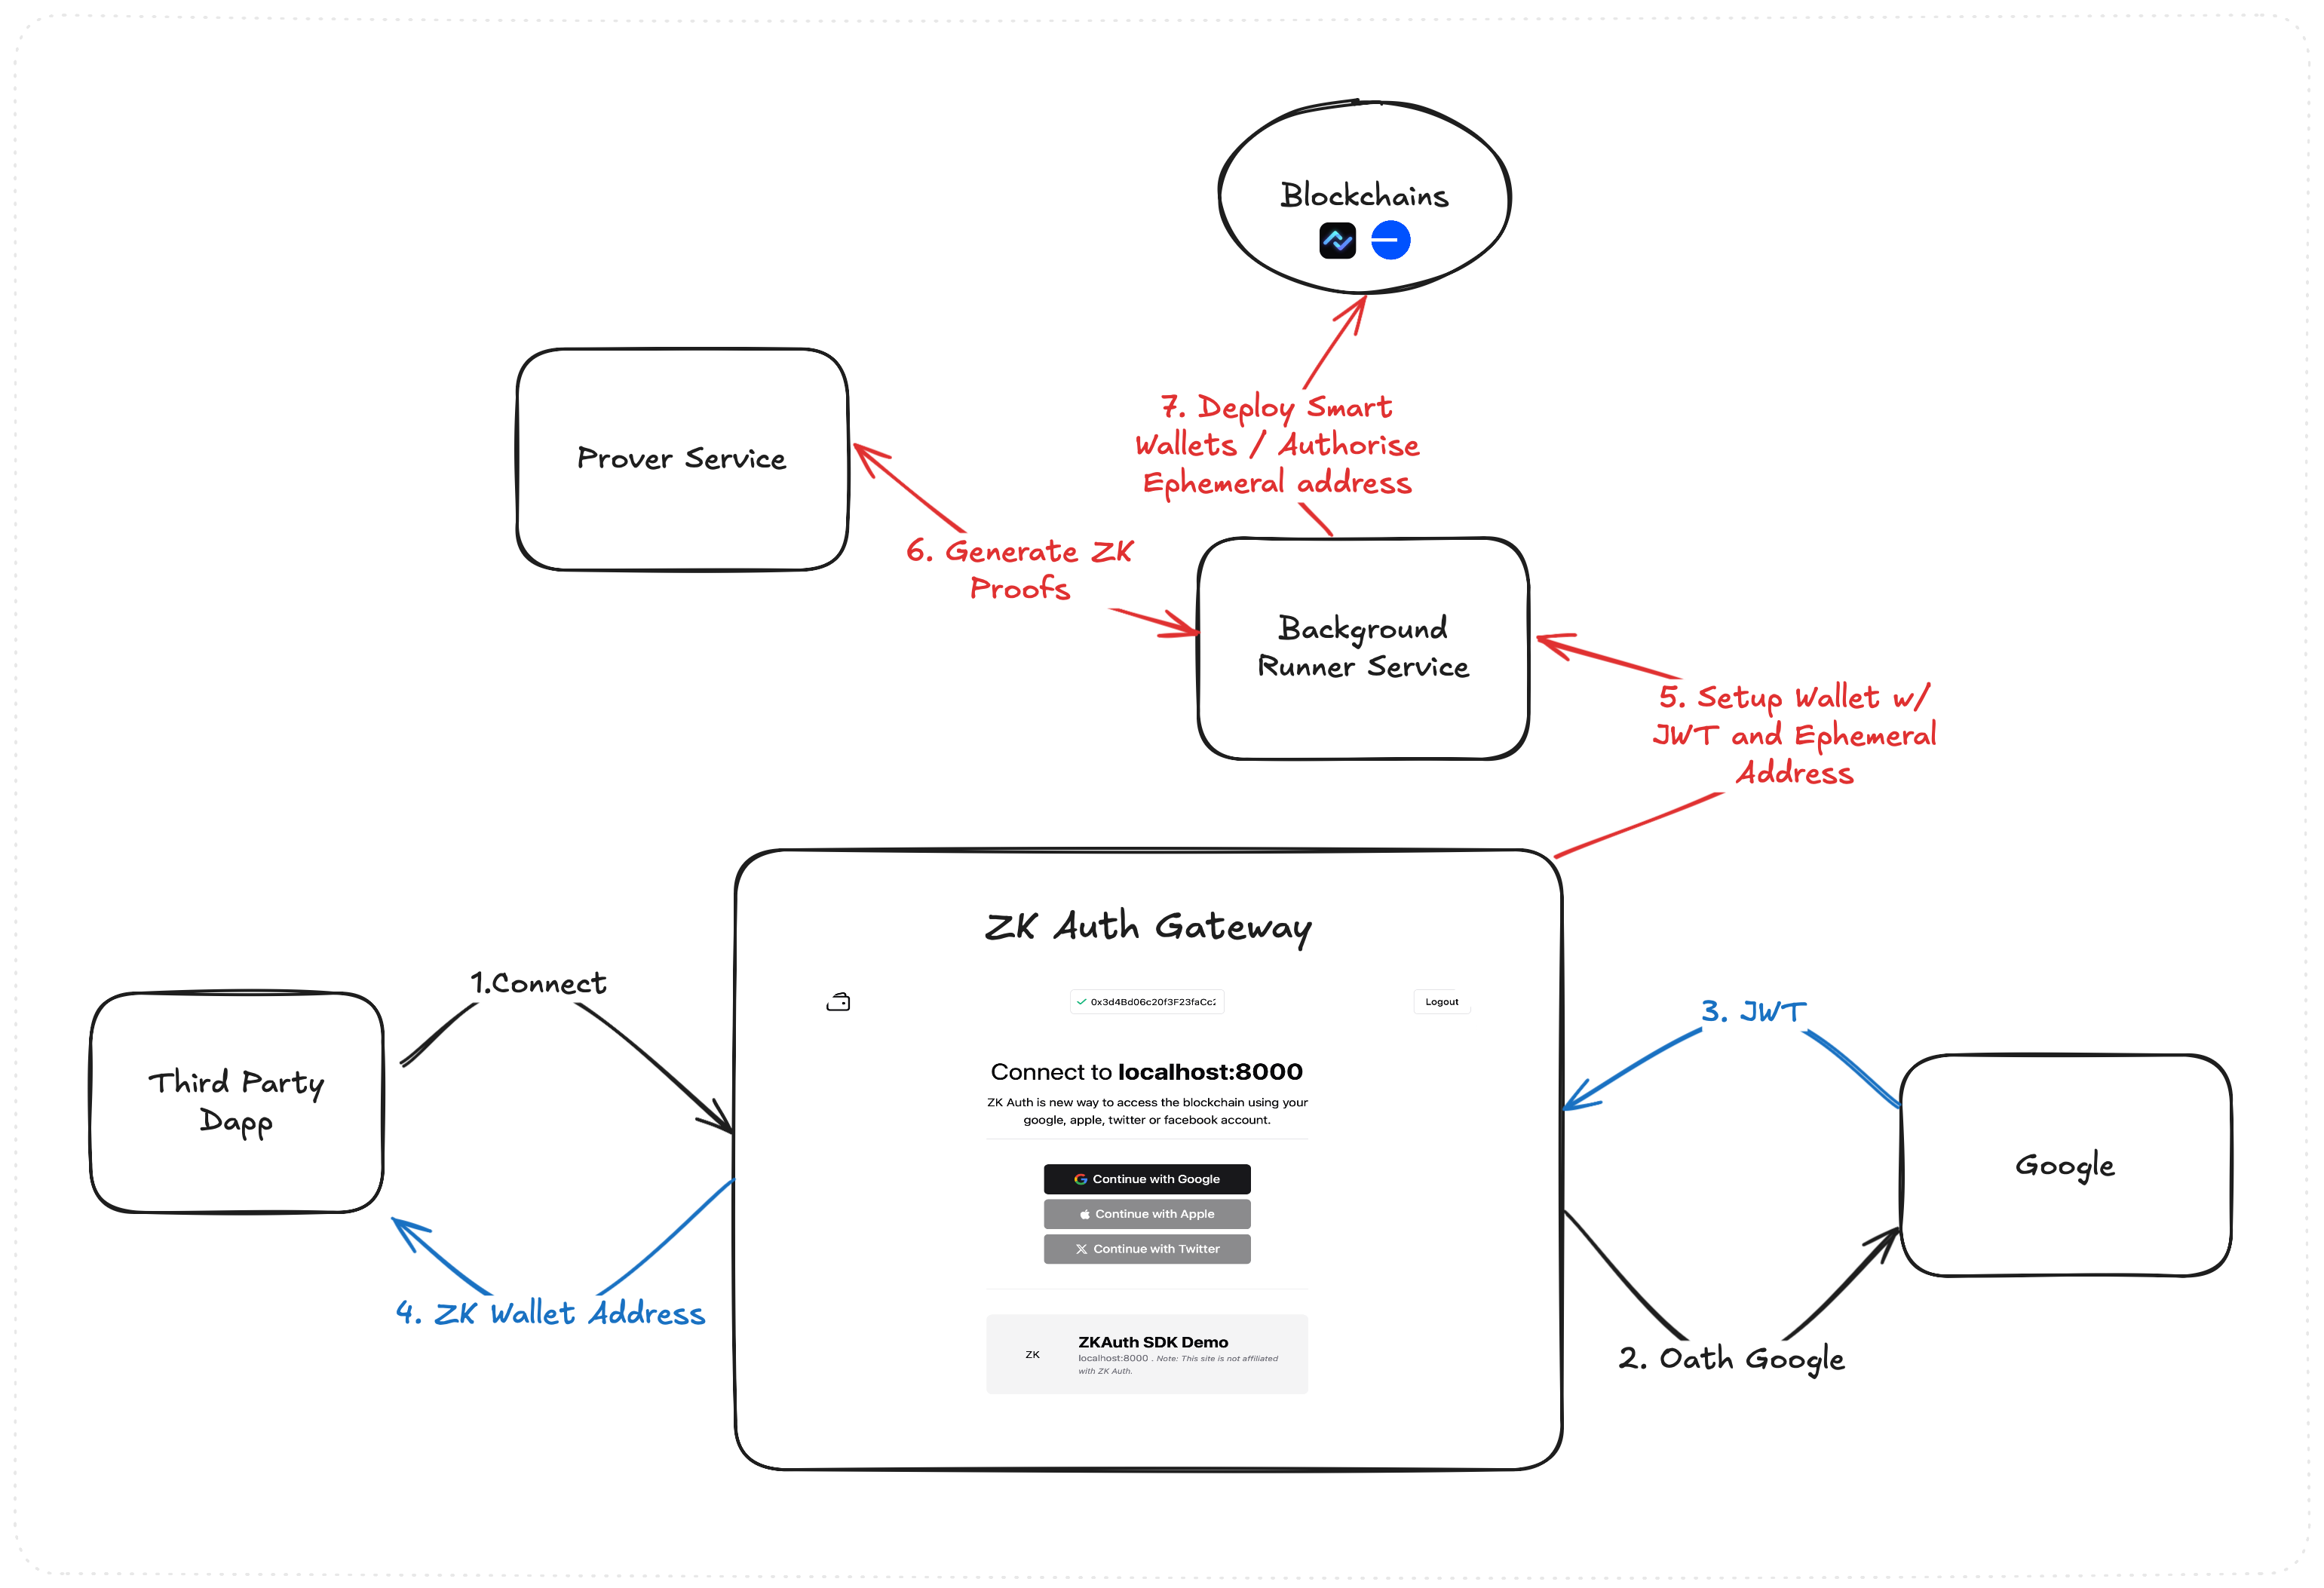 Blockchains
Prover Service
7. Deploy Smart
Wallets / Authorise
Ephemeral address
6. Generate ZK
Proofs
Background
Runner Service
5. Setup Wallet w/
JWT and Ephemeral
Address
ZK Auth Gateway
1.Connect
0x3d4Bd06c20f3F23faCc2
Logout
3. JWT
Third Party
Dapp
Connect to localhost:8000
ZK Auth is new way to access the blockchain using your
google, apple, twitter or facebook account.
Google
Continue with Google
Continue with Apple
Continue with Twitter
4. ZK Wallet Address
2. Oath Google
ZK
ZKAuth SDK Demo
localhost:8000 . Note: This site is not affiliated
with ZK Auth.